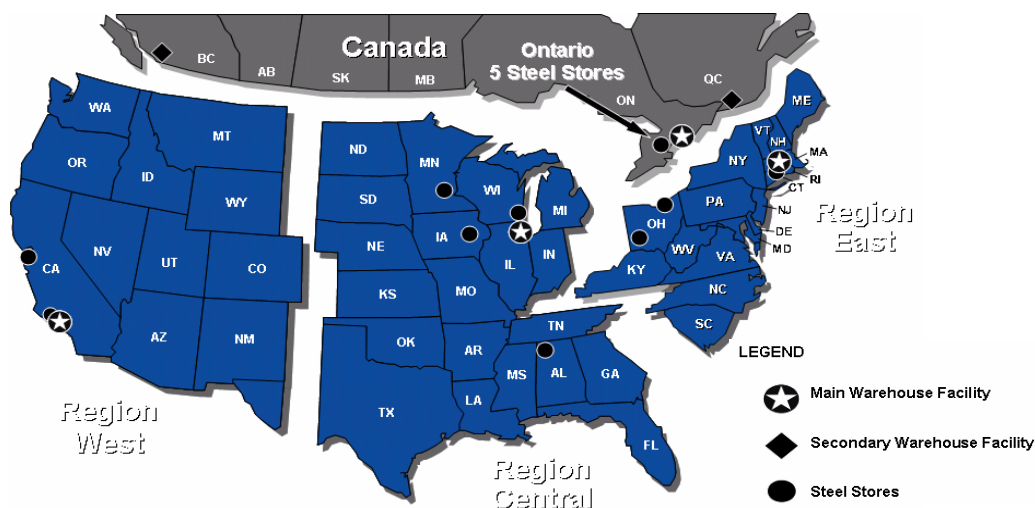 Canada
Ontario
5 Steel Stores
BC
AB
SK
MB
ON
QC
WA
OR
ID
MT
WY
CA
NV
UT
CO
AZ
NM
ND
SD
NE
KS
OK
TX
MN
IA
MO
AR
LA
WI
IL
MI
IN
OH
KY
TN
MS
AL
GA
FL
WV
VA
NC
SC
PA
NY
VT
NH
ME
MA
RI
CT
NJ
DE
MD
Region
West
Region
Central
Region
East
LEGEND
Main Warehouse Facility
Secondary Warehouse Facility
Steel Stores